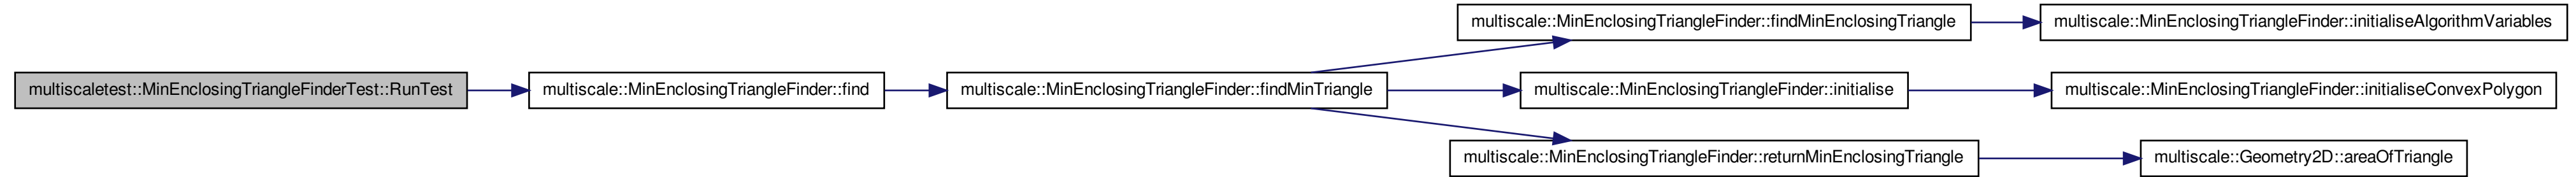 multiscale::MinEnclosingTriangleFinder::findMinEnclosingTriangle
multiscale::MinEnclosingTriangleFinder::initialiseAlgorithmVariables
multiscaletest::MinEnclosingTriangleFinderTest::RunTest
multiscale::MinEnclosingTriangleFinder::find
multiscale::MinEnclosingTriangleFinder::findMinTriangle
multiscale::MinEnclosingTriangleFinder::initialise
multiscale::MinEnclosingTriangleFinder::initialiseConvexPolygon
multiscale::MinEnclosingTriangleFinder::returnMinEnclosingTriangle
multiscale::Geometry2D::areaOfTriangle